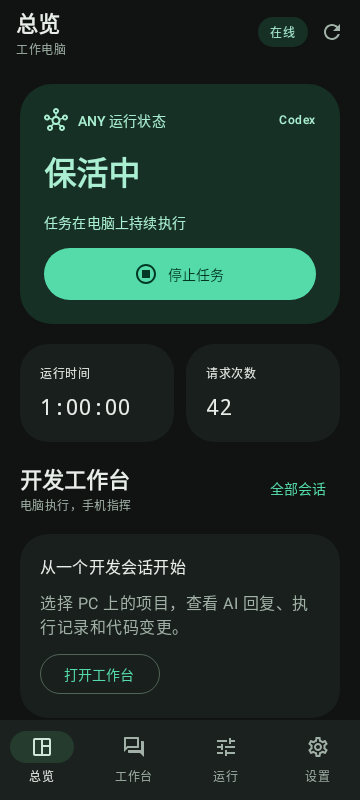 总览
工作电脑
在线
ANY 运行状态
Codex
保活中
任务在电脑上持续执行
停止任务
运行时间
请求次数
1:00:00
42
开发工作台
电脑执行，手机指挥
全部会话
从一个开发会话开始
选择 PC 上的项目，查看 AI 回复、执
行记录和代码变更。
打开工作台
总览
工作台
运行
设置